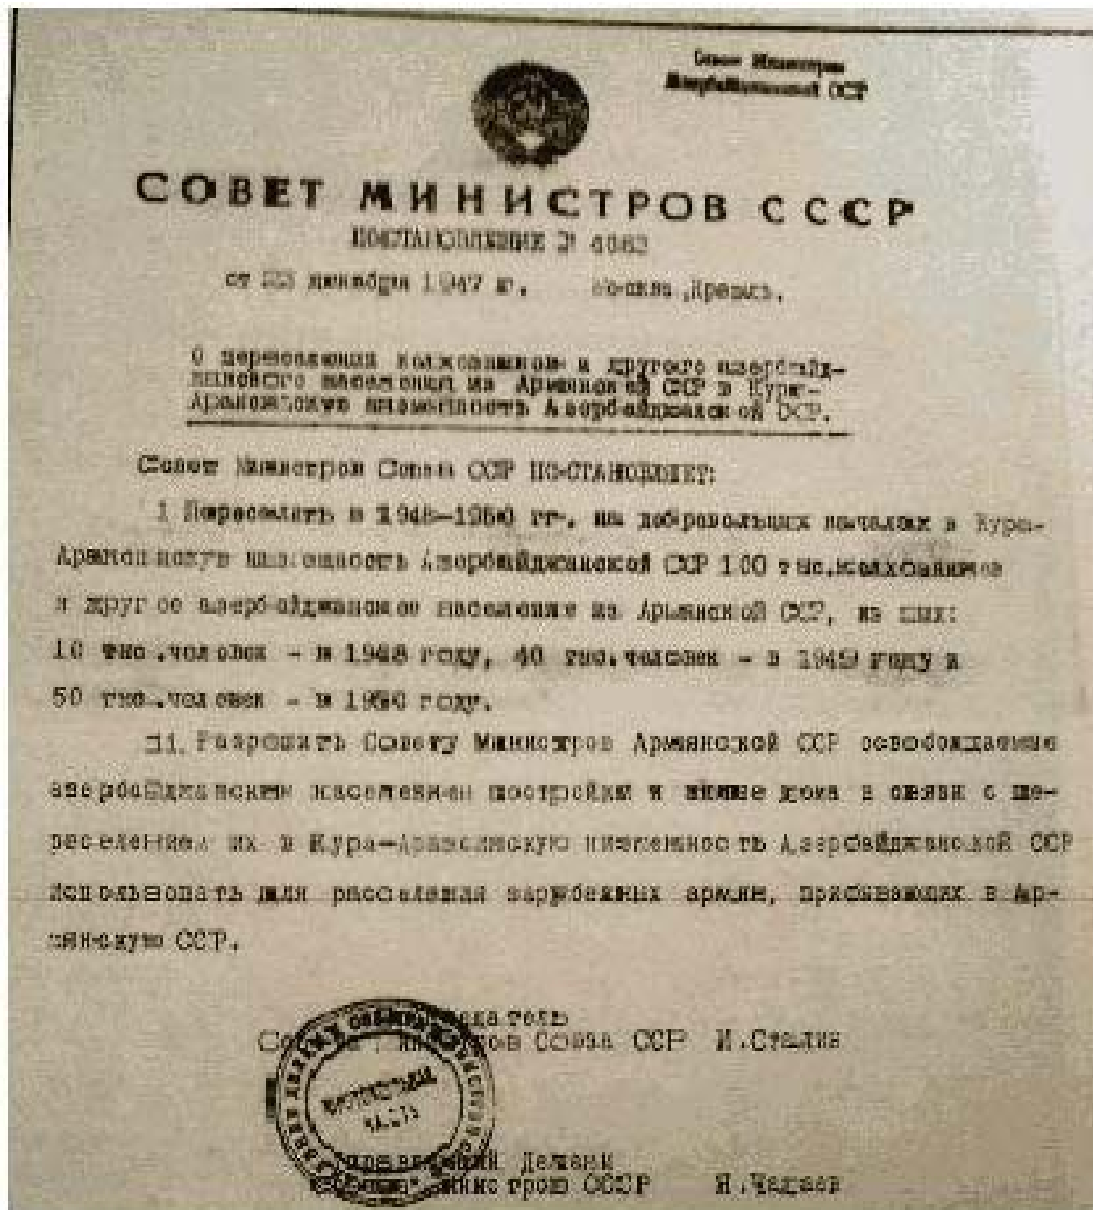 Совет Министров
Азербайджанской ССР
СОВЕТ МИНИСТРОВ СССР
ПОСТАНОВЛЕНИЕ №
от 23 декабря 1947 г. Москва, Кремль.
О переселении колхозников и другого азербайд-
жанского населения из Армянской ССР в Кура-
Араксинскую низменность Азербайджанской ССР.
Совет Министров Союза ССР ПОСТАНОВЛЯЕТ:
1 Переселить в 1948-1950 гг. на добровольных началах в Кура-
Араксинскую низменность Азербайджанской ССР 100 тыс.колхозников
и другое азербайджанское население из Армянской ССР, из них:
10 тыс.человек - в 1948 году, 40 тыс.человек - в 1949 году и
50 тыс.человек - в 1950 году.
11. Разрешить Совету Министров Армянской ССР освобождаемые
азербайджанским населением постройки и жилые дома в связи с пе-
реселением их в Кура-Араксинскую низменность Азербайджанской ССР
использовать для расселения зарубежных армян, прибывающих в Ар-
мянскую ССР.
Союза ССР И.Сталин
ЧАСТЬ
Делами
СССР Я.Чадаев